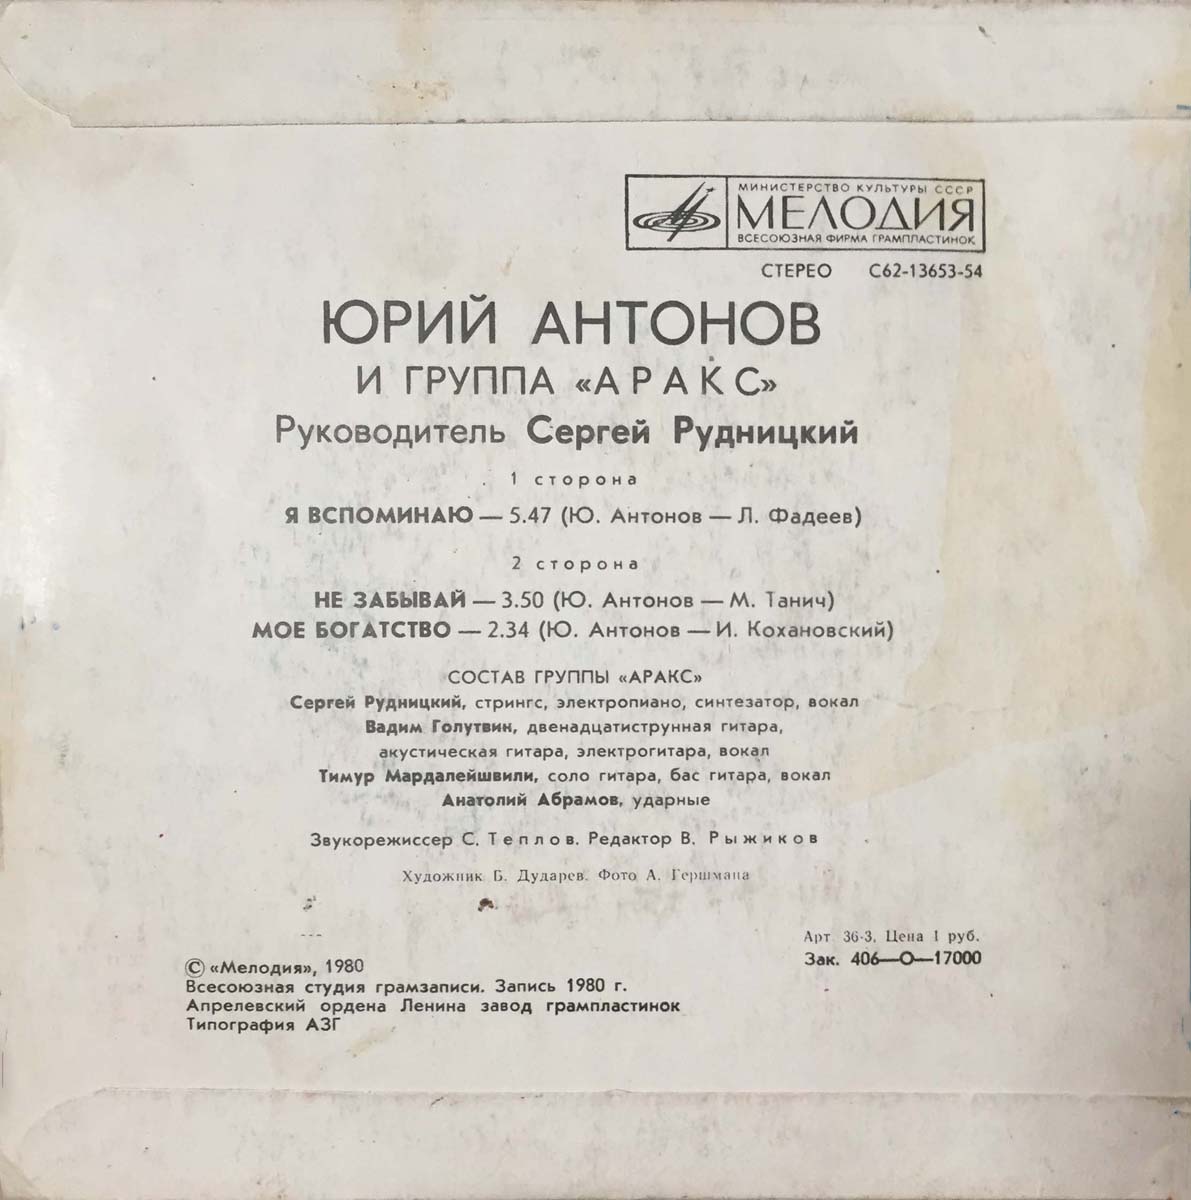 МИНИСТЕРСТВО КУЛЬТУРЫ СССР
МЕЛОДИЯ
ВСЕСОЮЗНАЯ ФИРМА ГРАМПЛАСТИНОК
СТЕРЕО С62-13653-54
ЮРИЙ АНТОНОВ
И ГРУППА «АРАКС»
Руководитель Сергей Рудницкий
1 сторона
Я ВСПОМИНАЮ — 5.47 (Ю. Антонов — Л. Фадеев)
2 сторона
НЕ ЗАБЫВАЙ — 3.50 (Ю. Антонов — М. Танич)
МОЕ БОГАТСТВО — 2.34 (Ю. Антонов — И. Кохановский)
СОСТАВ ГРУППЫ «АРАКС»
Сергей Рудницкий, стрингс, электропиано, синтезатор, вокал
Вадим Голутвин, двенадцатиструнная гитара,
акустическая гитара, электрогитара, вокал
Тимур Мардалейшвили, соло гитара, бас гитара, вокал
Анатолий Абрамов, ударные
Звукорежиссер С. Теплов. Редактор В. Рыжиков
Художник Б. Дударев. Фото А. Гершмана
Арт 36-3. Цена 1 руб.
Зак. 406—О—17000
© «Мелодия», 1980
Всесоюзная студия грамзаписи. Запись 1980 г.
Апрелевский ордена Ленина завод грампластинок
Типография АЗГ